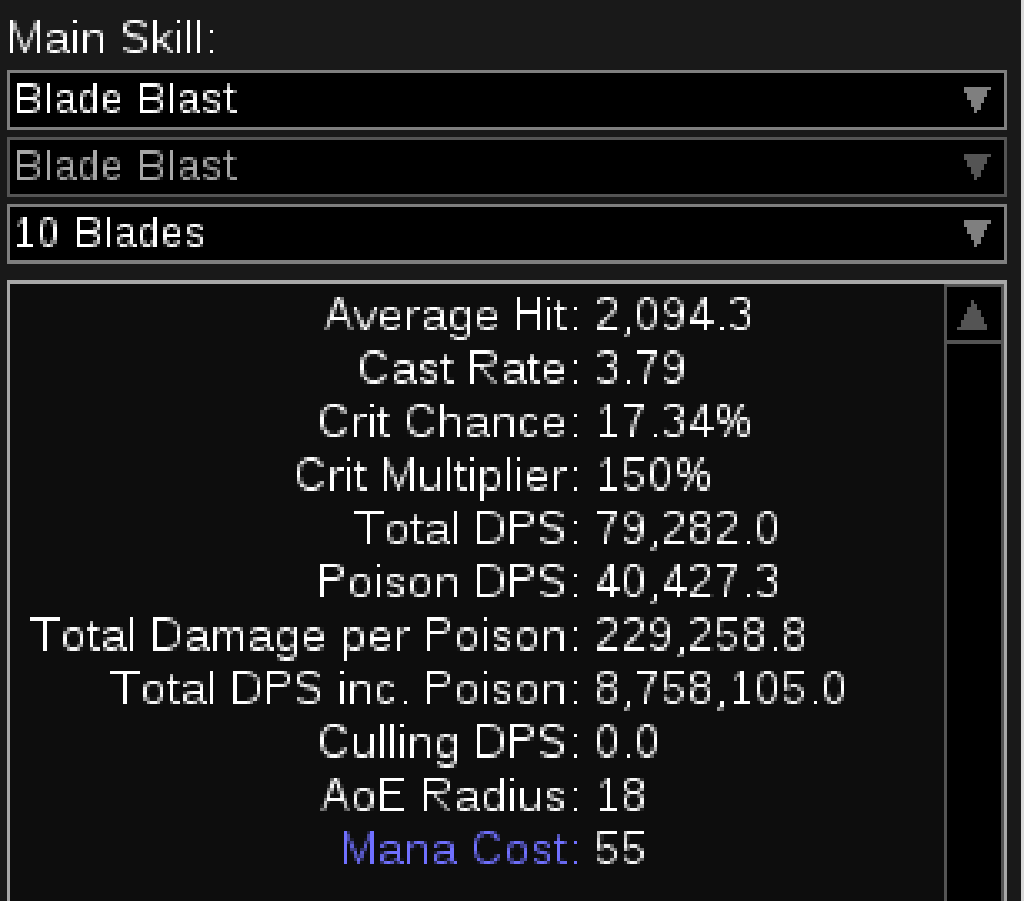 Main Skill:
Blade Blast
Blade Blast
10 Blades
Average Hit: 2,094.3
Cast Rate: 3.79
Crit Chance: 17.34%
Crit Multiplier: 150%
Total DPS: 79,282.0
Poison DPS: 40,427.3
Total Damage per Poison: 229,258.8
Total DPS inc. Poison: 8,758,105.0
Culling DPS: 0.0
AoE Radius: 18
Mana Cost: 55